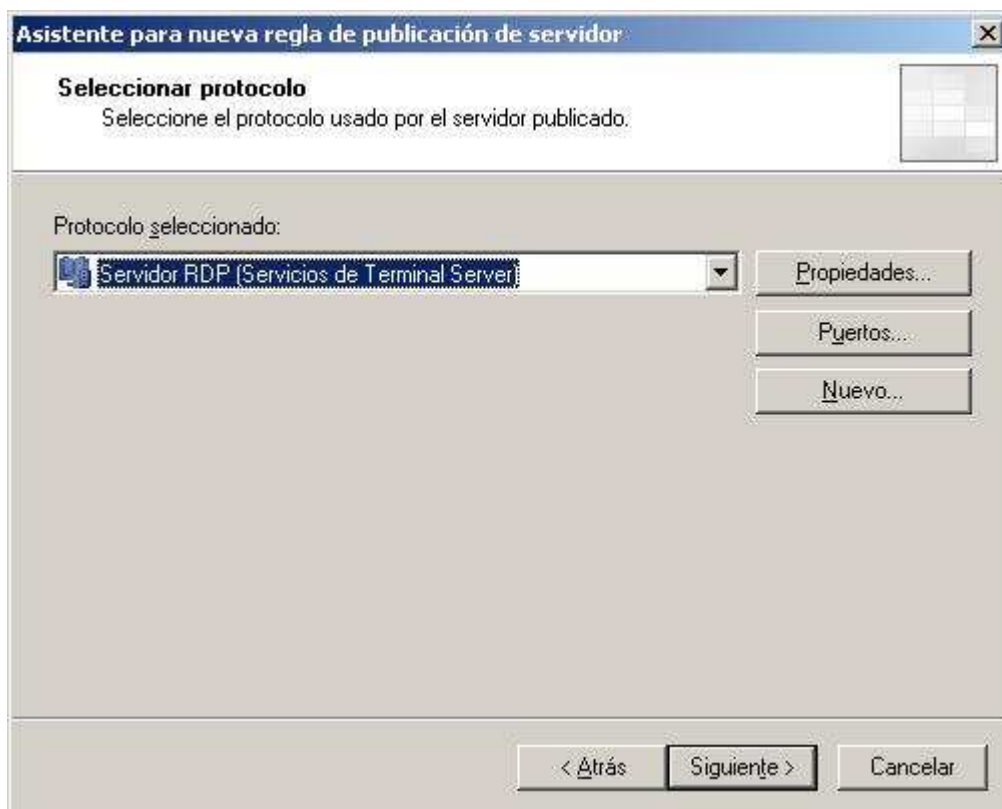 Asistente para nueva regla de publicación de servidor
Seleccionar protocolo
Seleccione el protocolo usado por el servidor publicado.
Protocolo seleccionado:
Servidor RDP (Servicios de Terminal Server)
Propiedades...
Puertos...
Nuevo...
< Atrás Siguiente > Cancelar